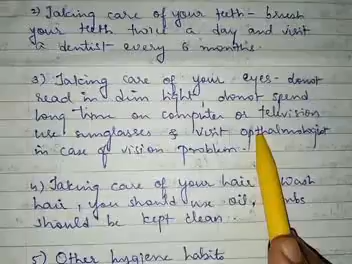 2) Taking care of your teeth - brush
your teeth twice a day and visit
a dentist every 6 months.
3) Taking care of your eyes - donot
read in dim light, donot spend
long time on computer or television
use sunglasses & visit opthalmologist
in case of vision problem.
4) Taking care of your hair wash
hair, you should use oil,
should be kept clean.
5) Other hygiene habits